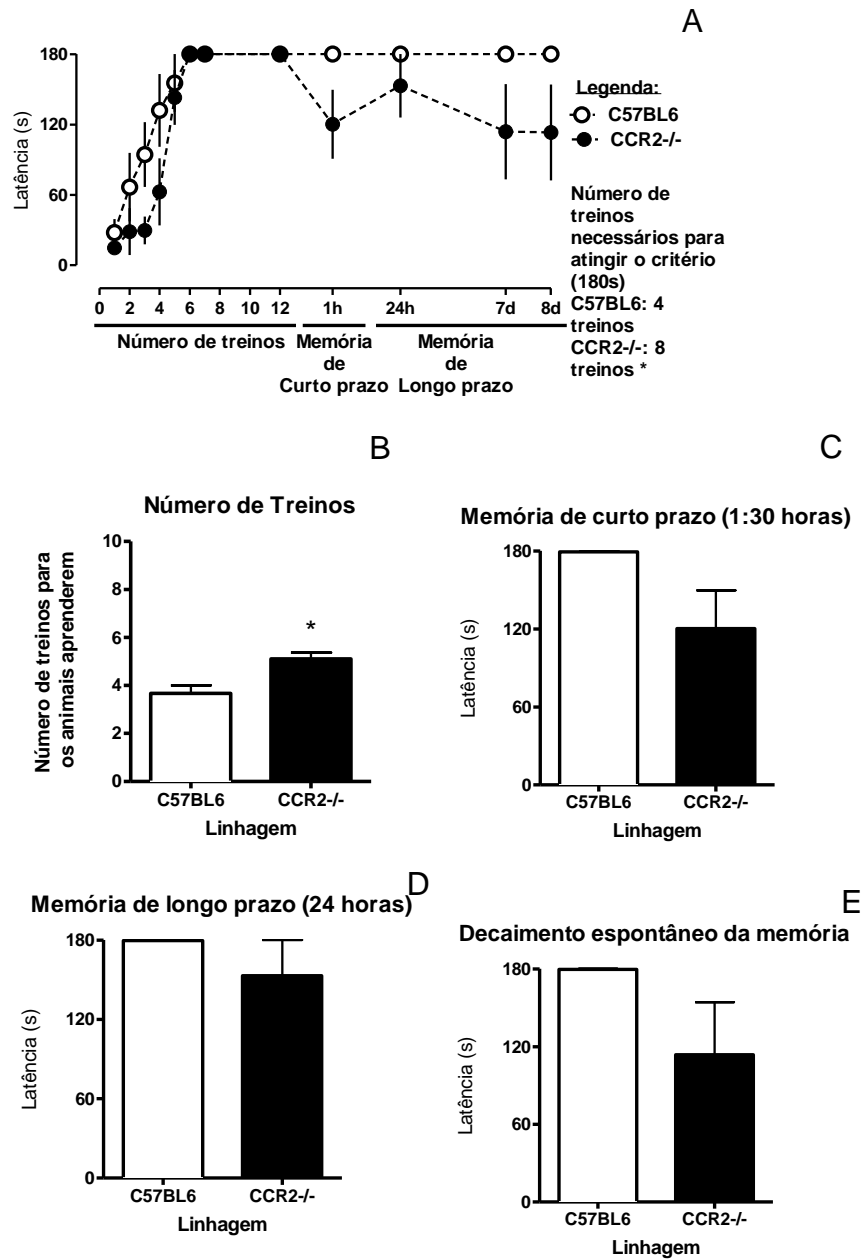 A
180
120
60
0
Latência (s)
0 2 4 6 8 10 12 1h 24h 7d 8d
Número de treinos
Memória
de
Curto prazo
Memória
de
Longo prazo
Legenda:
C57BL6
CCR2-/-
Número de
treinos
necessários para
atingir o critério
(180s)
C57BL6: 4
treinos
CCR2-/-: 8
treinos *
B
Número de Treinos
Número de treinos para
os animais aprenderem
10
8
6
4
2
0
*
C57BL6 CCR2-/-
Linhagem
C
Memória de curto prazo (1:30 horas)
Latência (s)
180
120
60
0
C57BL6 CCR2-/-
Linhagem
D
Memória de longo prazo (24 horas)
Latência (s)
180
120
60
0
C57BL6 CCR2-/-
Linhagem
E
Decaimento espontâneo da memória
Latência (s)
180
120
60
0
C57BL6 CCR2-/-
Linhagem